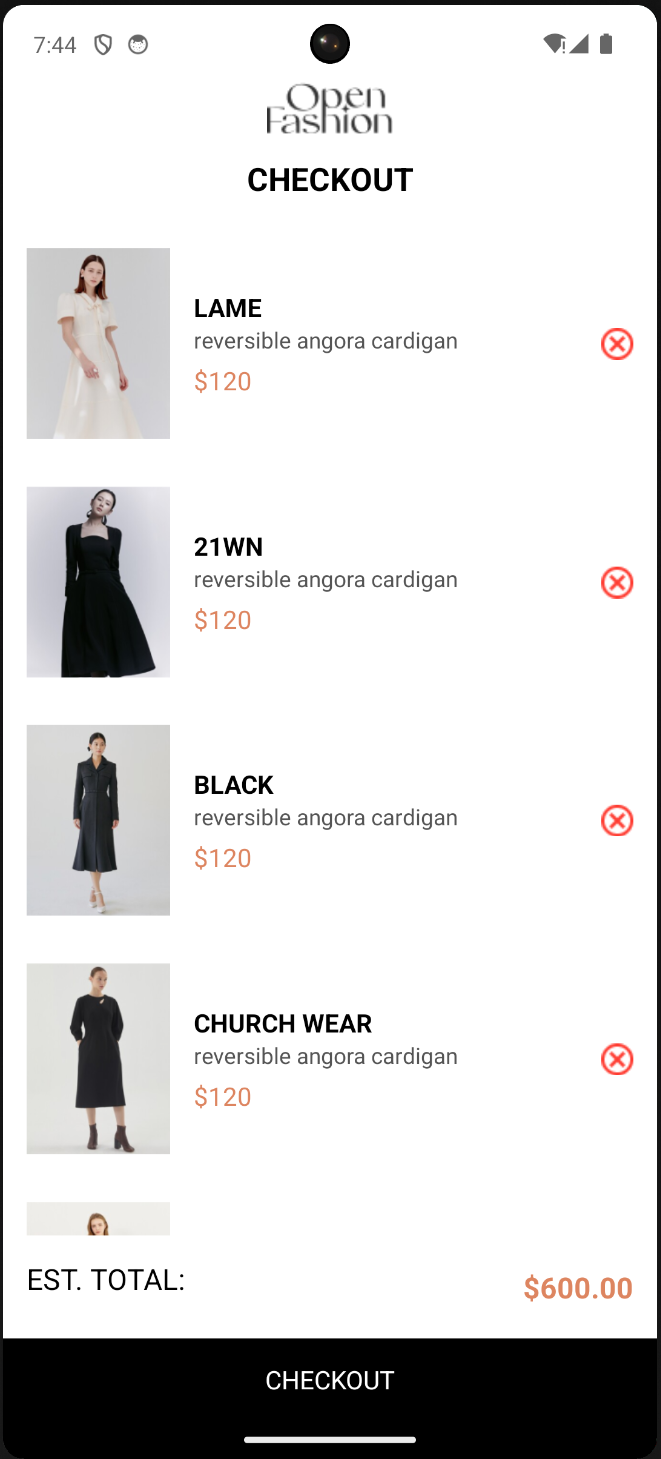 7:44
Open
Fashion
CHECKOUT
LAME
reversible angora cardigan
$120
21WN
reversible angora cardigan
$120
BLACK
reversible angora cardigan
$120
CHURCH WEAR
reversible angora cardigan
$120
EST. TOTAL:
$600.00
CHECKOUT